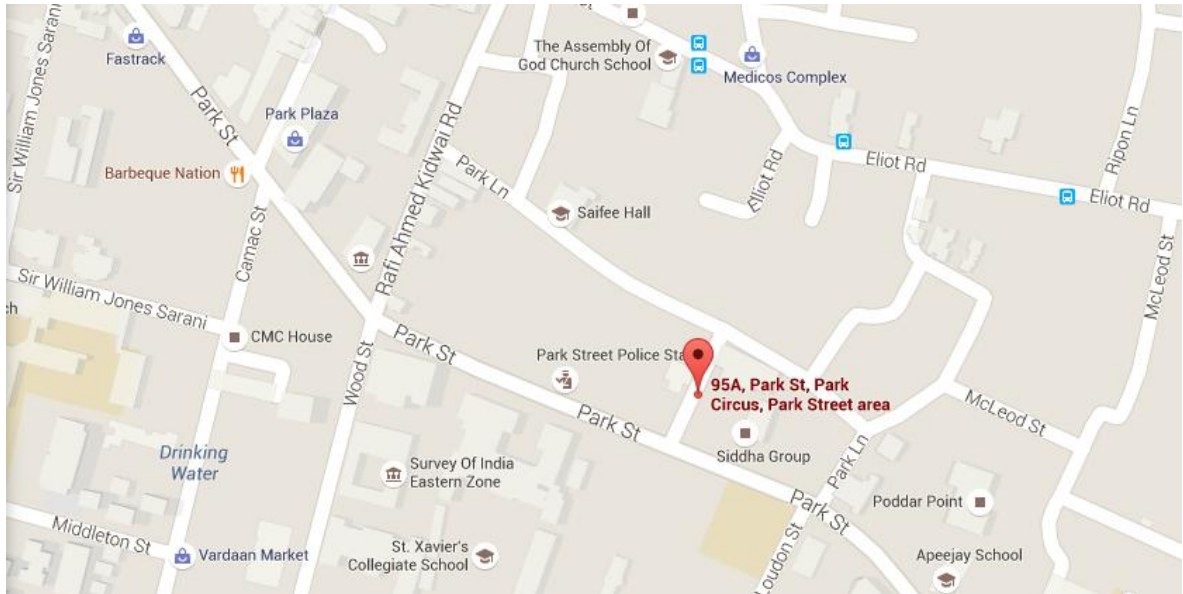 Sir William Jones Sarani
Fastrack
The Assembly Of
God Church School
Medicos Complex
Park St
Park Plaza
Rafi Ahmed Kidwai Rd
Ripon Ln
Barbeque Nation
Park Ln
Elliot Rd
Eliot Rd
Eliot Rd
Saifee Hall
Camac St
McLeod St
Sir William Jones Sarani
ch
CMC House
Park St
Park Street Police Sta
Wood St
95A, Park St, Park
Circus, Park Street area
McLeod St
Park St
Siddha Group
Drinking
Water
Survey Of India
Eastern Zone
Park Ln
Park St
Poddar Point
Middleton St
Vardaan Market
St. Xavier's
Collegiate School
Loudon St
Apeejay School